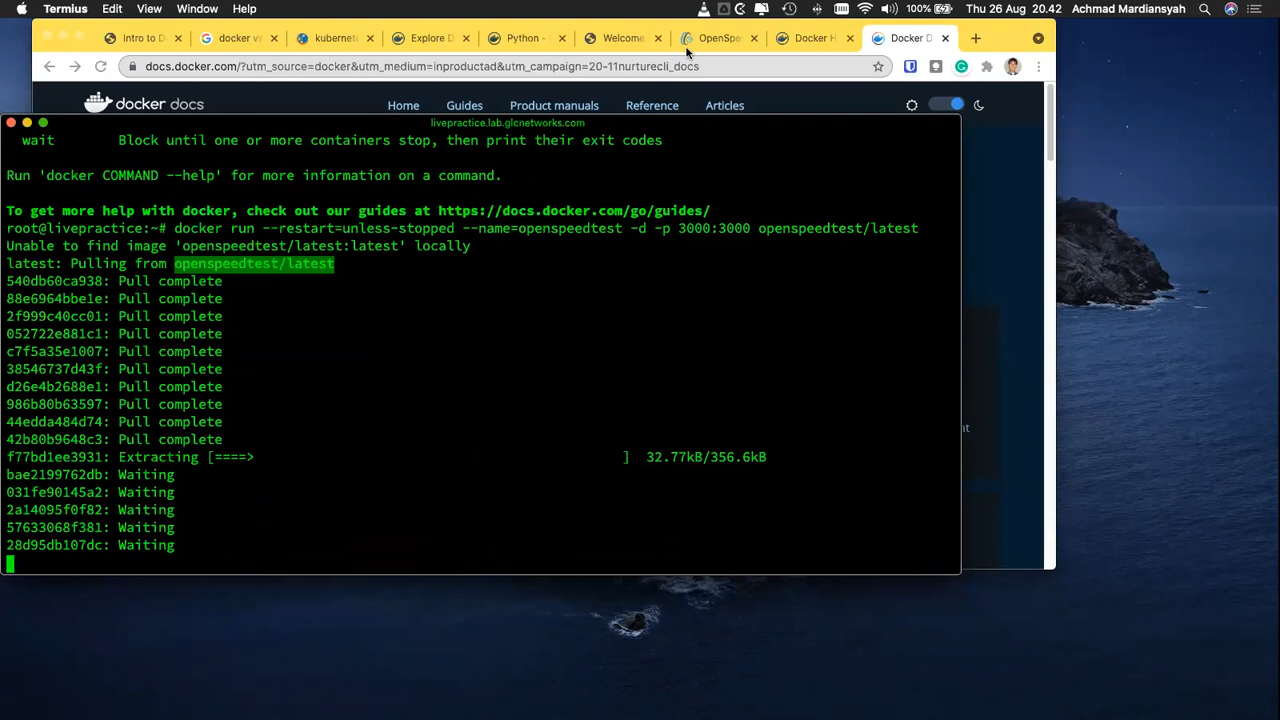 Termius Edit View Window Help 100% Thu 26 Aug 20.42 Achmad Mardiansyah
Intro to D docker vs kuberneta Explore D Python - Welcome OpenSpe Docker H Docker D
docs.docker.com/?utm_source=docker&utm_medium=inproductad&utm_campaign=20-11nurturecli_docs
docker docs Home Guides Product manuals Reference Articles
livepractice.lab.glcnetworks.com
wait Block until one or more containers stop, then print their exit codes
Run 'docker COMMAND --help' for more information on a command.
To get more help with docker, check out our guides at https://docs.docker.com/go/guides/
root@livepractice:~# docker run --restart=unless-stopped --name=openspeedtest -d -p 3000:3000 openspeedtest/latest
Unable to find image 'openspeedtest/latest:latest' locally
latest: Pulling from openspeedtest/latest
540db60ca938: Pull complete
88e6964bbe1e: Pull complete
2f999c40cc01: Pull complete
052722e881c1: Pull complete
c7f5a35e1007: Pull complete
38546737d43f: Pull complete
d26e4b2688e1: Pull complete
986b80b63597: Pull complete
44edda484d74: Pull complete
42b80b9648c3: Pull complete
f77bd1ee3931: Extracting [====> ] 32.77kB/356.6kB
bae2199762db: Waiting
031fe90145a2: Waiting
2a14095f0f82: Waiting
57633068f381: Waiting
28d95db107dc: Waiting